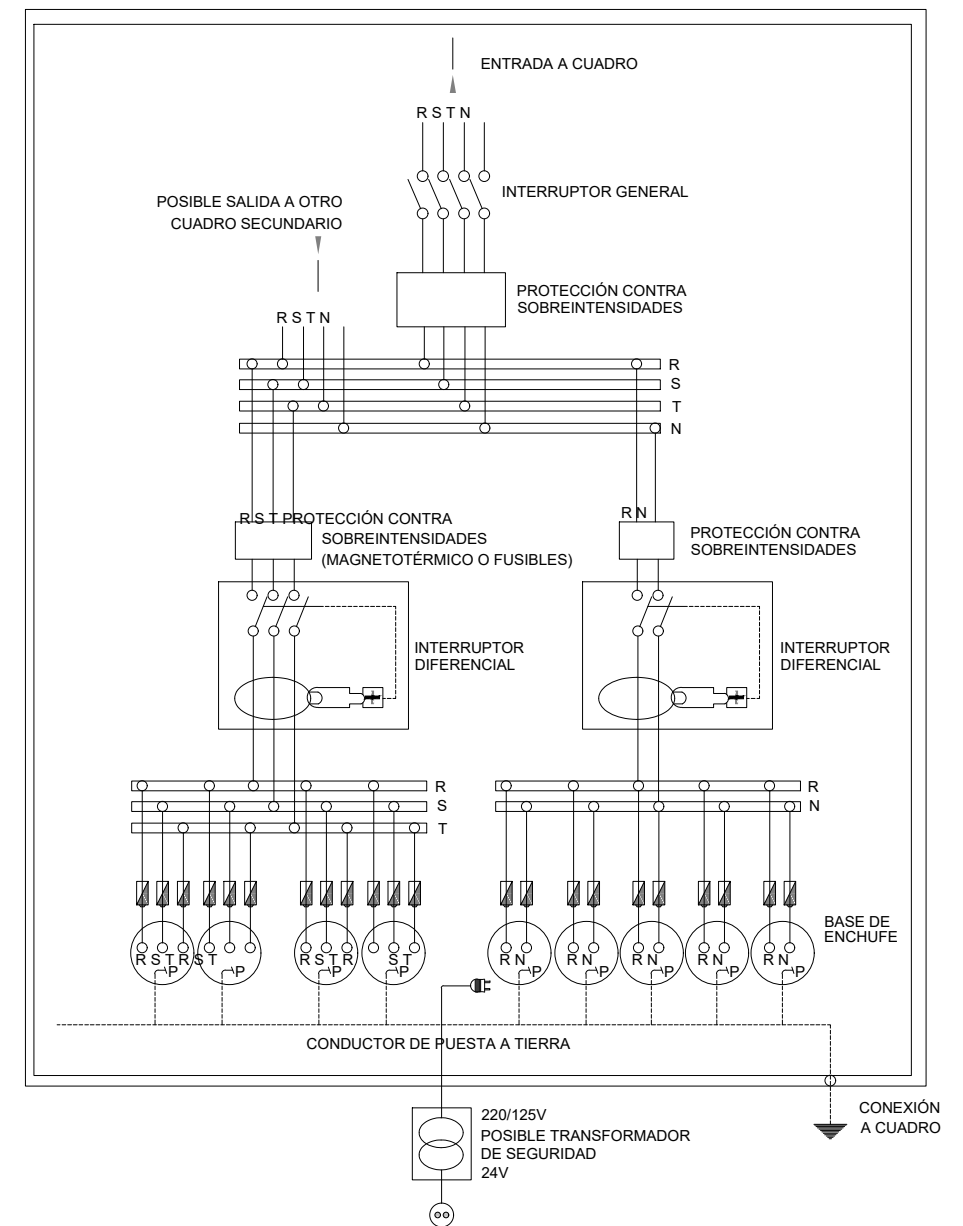 ENTRADA A CUADRO
R S T N
INTERRUPTOR GENERAL
POSIBLE SALIDA A OTRO
CUADRO SECUNDARIO
PROTECCIÓN CONTRA
SOBREINTENSIDADES
R S T N
R
S
T
N
R S T PROTECCIÓN CONTRA
SOBREINTENSIDADES
(MAGNETOTÉRMICO O FUSIBLES)
R N
PROTECCIÓN CONTRA
SOBREINTENSIDADES
INTERRUPTOR
DIFERENCIAL
INTERRUPTOR
DIFERENCIAL
R
S
T
R
N
BASE DE
ENCHUFE
R S T R S T
R S T R S T
R N
R N
R N
R N
R N
P
P
P
P
P
P
P
P
P
CONDUCTOR DE PUESTA A TIERRA
CONEXIÓN
A CUADRO
220/125V
POSIBLE TRANSFORMADOR
DE SEGURIDAD
24V